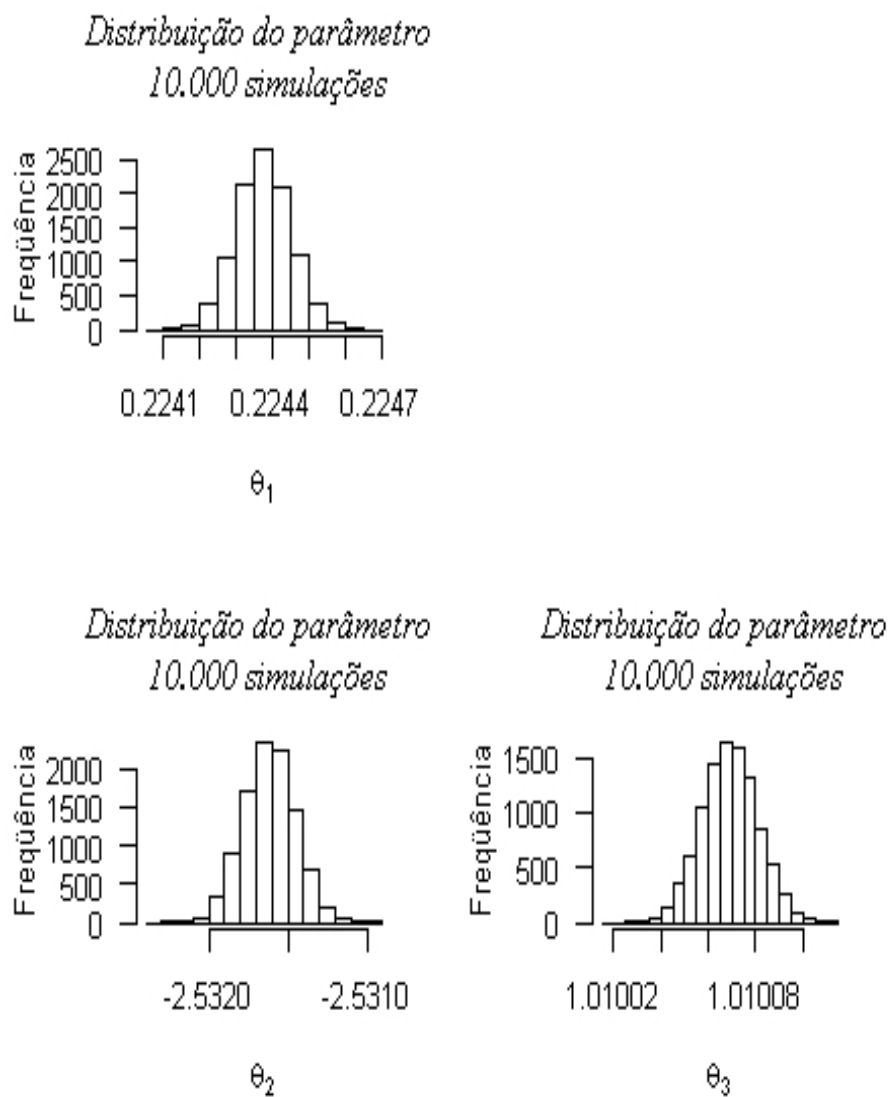 Distribuição do parâmetro
10.000 simulações
Freqüência
2500
2000
1500
1000
500
0
0.2241 0.2244 0.2247
θ1
Distribuição do parâmetro
10.000 simulações
Freqüência
2000
1500
1000
500
0
-2.5320 -2.5310
θ2
Distribuição do parâmetro
10.000 simulações
Freqüência
1500
1000
500
0
1.01002 1.01008
θ3